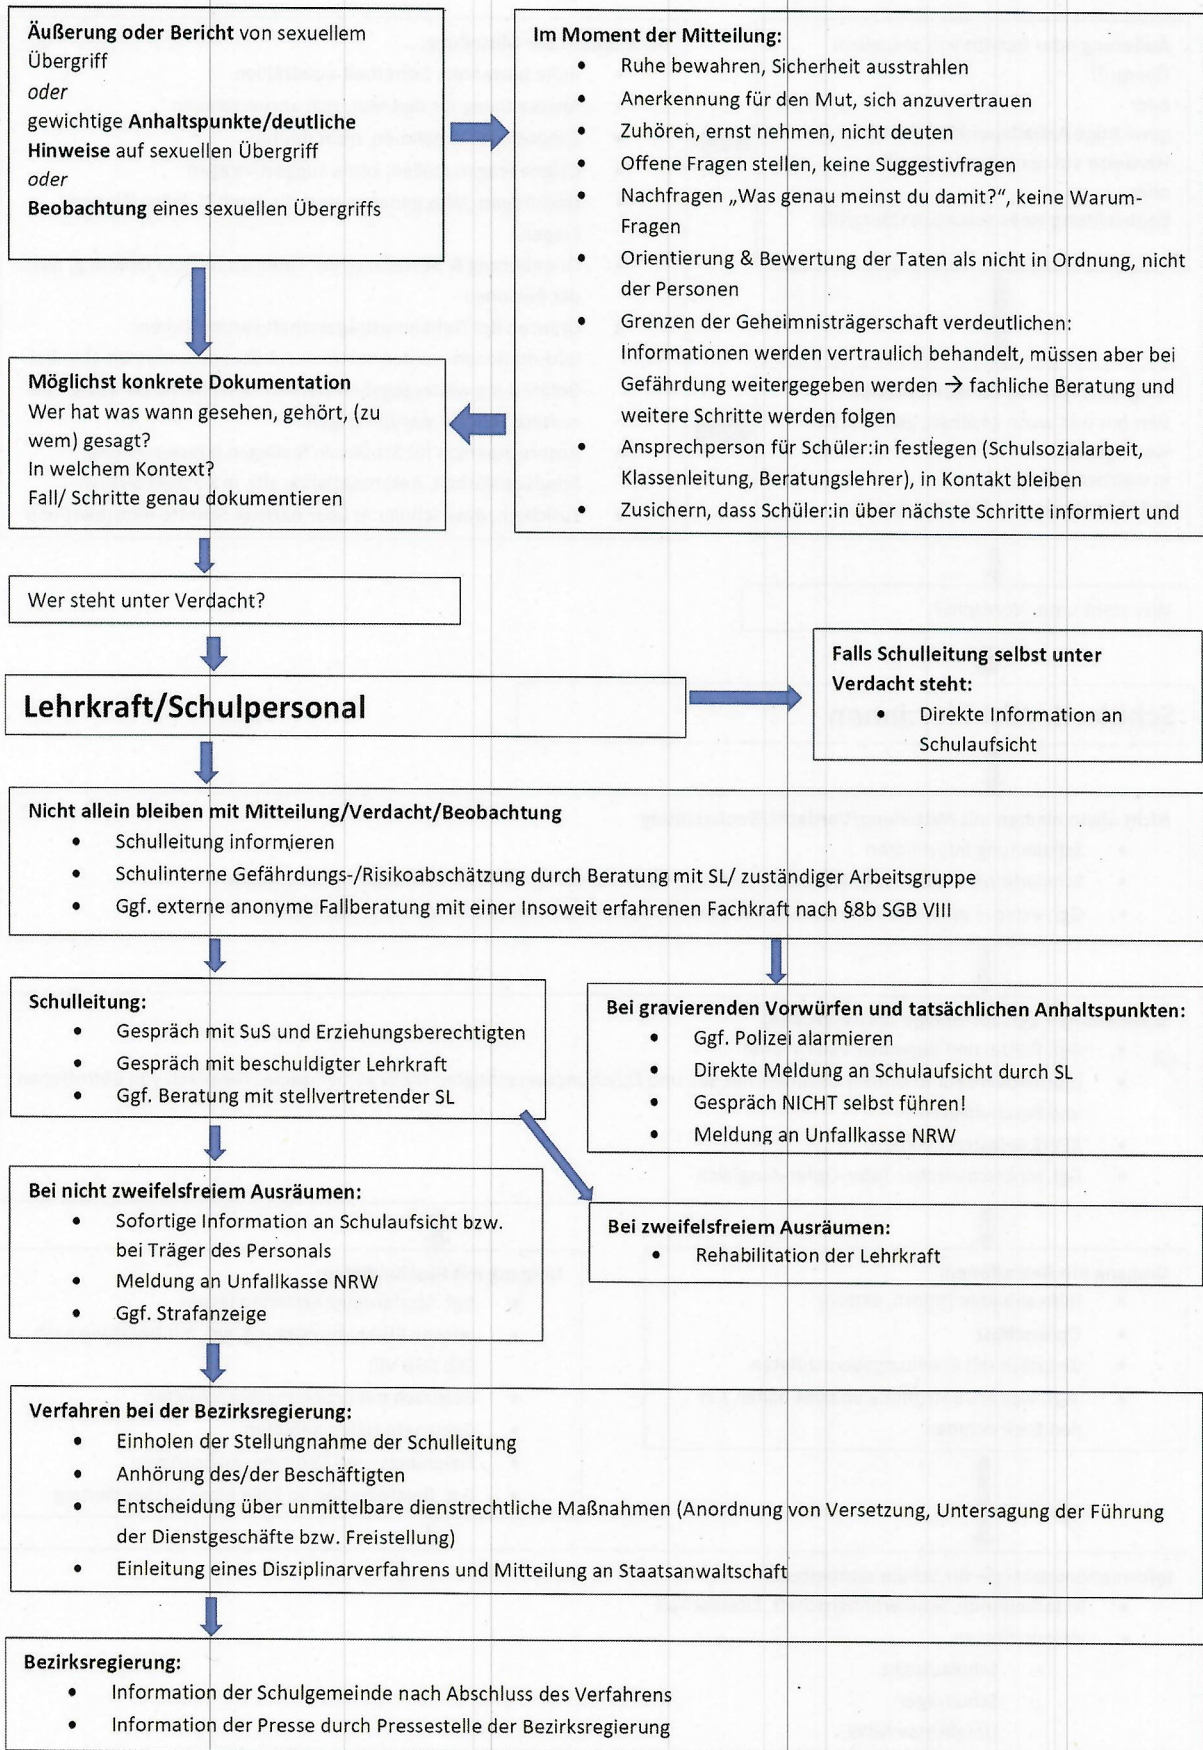 Äußerung oder Bericht von sexuellem
Übergriff
oder
gewichtige Anhaltspunkte/deutliche
Hinweise auf sexuellen Übergriff
oder
Beobachtung eines sexuellen Übergriffs
Im Moment der Mitteilung:
• Ruhe bewahren, Sicherheit ausstrahlen
• Anerkennung für den Mut, sich anzuvertrauen
• Zuhören, ernst nehmen, nicht deuten
• Offene Fragen stellen, keine Suggestivfragen
• Nachfragen „Was genau meinst du damit?“, keine Warum-
Fragen
• Orientierung & Bewertung der Taten als nicht in Ordnung, nicht
der Personen
• Grenzen der Geheimnisträgerschaft verdeutlichen:
Informationen werden vertraulich behandelt, müssen aber bei
Gefährdung weitergegeben werden → fachliche Beratung und
weitere Schritte werden folgen
• Ansprechperson für Schüler:in festlegen (Schulsozialarbeit,
Klassenleitung, Beratungslehrer), in Kontakt bleiben
• Zusichern, dass Schüler:in über nächste Schritte informiert und
Möglichst konkrete Dokumentation
Wer hat was wann gesehen, gehört, (zu
wem) gesagt?
In welchem Kontext?
Fall/ Schritte genau dokumentieren
Wer steht unter Verdacht?
Lehrkraft/Schulpersonal
Falls Schulleitung selbst unter
Verdacht steht:
• Direkte Information an
Schulaufsicht
Nicht allein bleiben mit Mitteilung/Verdacht/Beobachtung
• Schulleitung informieren
• Schulinterne Gefährdungs-/Risikoabschätzung durch Beratung mit SL/ zuständiger Arbeitsgruppe
• Ggf. externe anonyme Fallberatung mit einer Insoweit erfahrenen Fachkraft nach §8b SGB VIII
Schulleitung:
• Gespräch mit SuS und Erziehungsberechtigten
• Gespräch mit beschuldigter Lehrkraft
• Ggf. Beratung mit stellvertretender SL
Bei gravierenden Vorwürfen und tatsächlichen Anhaltspunkten:
• Ggf. Polizei alarmieren
• Direkte Meldung an Schulaufsicht durch SL
• Gespräch NICHT selbst führen!
• Meldung an Unfallkasse NRW
Bei nicht zweifelsfreiem Ausräumen:
• Sofortige Information an Schulaufsicht bzw.
bei Träger des Personals
• Meldung an Unfallkasse NRW
• Ggf. Strafanzeige
Bei zweifelsfreiem Ausräumen:
• Rehabilitation der Lehrkraft
Verfahren bei der Bezirksregierung:
• Einholen der Stellungnahme der Schulleitung
• Anhörung des/der Beschäftigten
• Entscheidung über unmittelbare dienstrechtliche Maßnahmen (Anordnung von Versetzung, Untersagung der Führung
der Dienstgeschäfte bzw. Freistellung)
• Einleitung eines Disziplinarverfahrens und Mitteilung an Staatsanwaltschaft
Bezirksregierung:
• Information der Schulgemeinde nach Abschluss des Verfahrens
• Information der Presse durch Pressestelle der Bezirksregierung